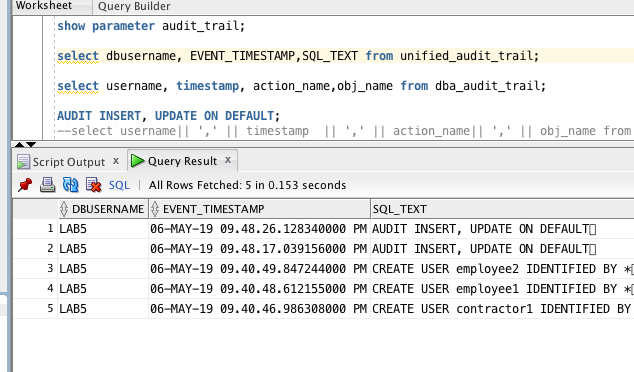 Worksheet Query Builder
show parameter audit_trail;
select dbusername, EVENT_TIMESTAMP,SQL_TEXT from unified_audit_trail;
select username, timestamp, action_name,obj_name from dba_audit_trail;
AUDIT INSERT, UPDATE ON DEFAULT;
--select username|| ',' || timestamp || ',' || action_name|| ',' || obj_name from
Script Output x Query Result x
SQL | All Rows Fetched: 5 in 0.153 seconds
DBUSERNAME EVENT_TIMESTAMP SQL_TEXT
1 LAB5 06-MAY-19 09.48.26.128340000 PM AUDIT INSERT, UPDATE ON DEFAULT
2 LAB5 06-MAY-19 09.48.17.039156000 PM AUDIT INSERT, UPDATE ON DEFAULT
3 LAB5 06-MAY-19 09.40.49.847244000 PM CREATE USER employee2 IDENTIFIED BY *
4 LAB5 06-MAY-19 09.40.48.612155000 PM CREATE USER employee1 IDENTIFIED BY *
5 LAB5 06-MAY-19 09.40.46.986308000 PM CREATE USER contractor1 IDENTIFIED BY